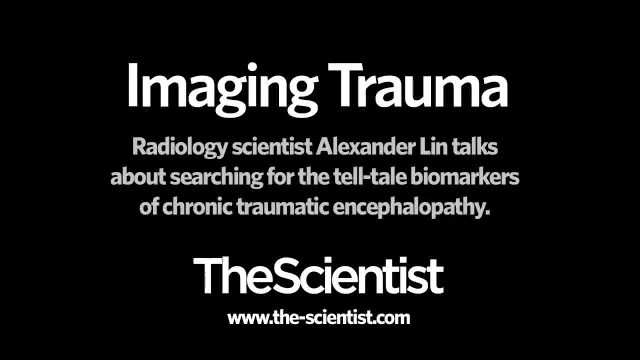 Imaging Trauma
Radiology scientist Alexander Lin talks
about searching for the tell-tale biomarkers
of chronic traumatic encephalopathy.
TheScientist
www.the-scientist.com